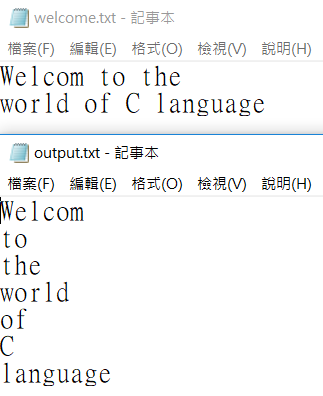 welcome.txt - 記事本
檔案(F) 編輯(E) 格式(O) 檢視(V) 說明(H)
Welcom to the
world of C language
output.txt - 記事本
檔案(F) 編輯(E) 格式(O) 檢視(V) 說明(H)
Welcom
to
the
world
of
C
language